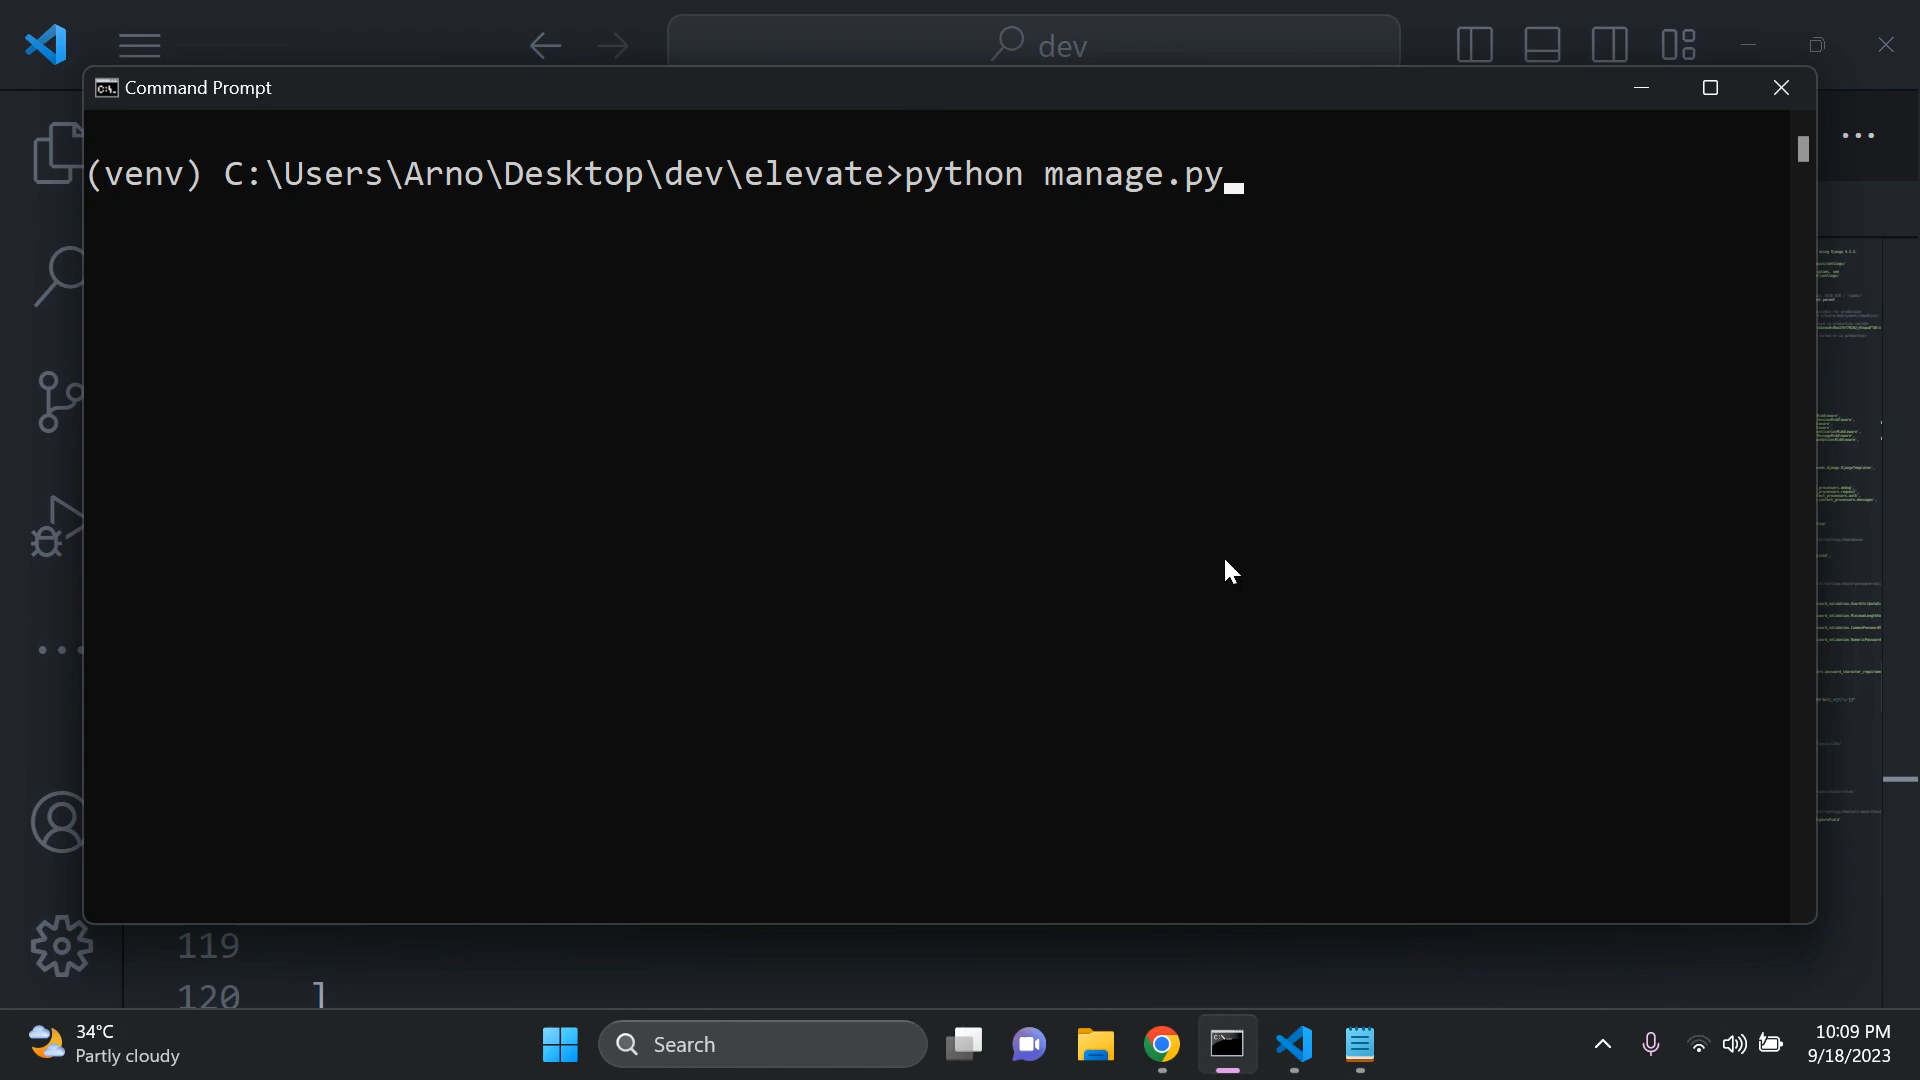 dev
Command Prompt
(venv) C:\Users\Arno\Desktop\dev\elevate>python manage.py
119
120 ]
34°C
Partly cloudy
Search
10:09 PM
9/18/2023